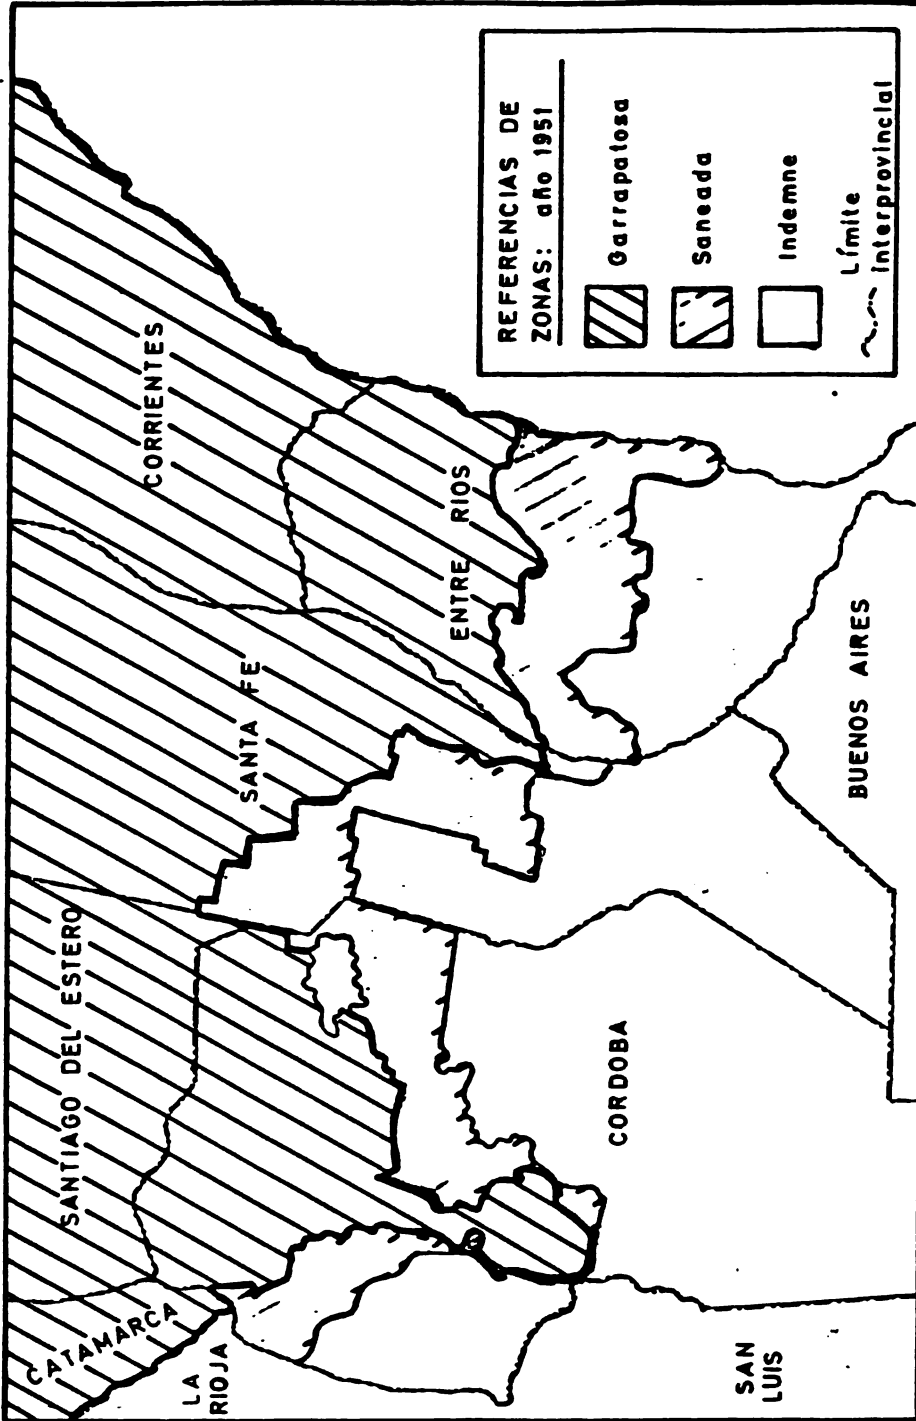 REFERENCIAS DE
ZONAS: año 1951
Garrapatosa
Saneada
Indemne
Límite
interprovincial
CORRIENTES
ENTRE RIOS
SANTA FE
BUENOS AIRES
SANTIAGO DEL ESTERO
CORDOBA
CATAMARCA
LA
RIOJA
SAN
LUIS